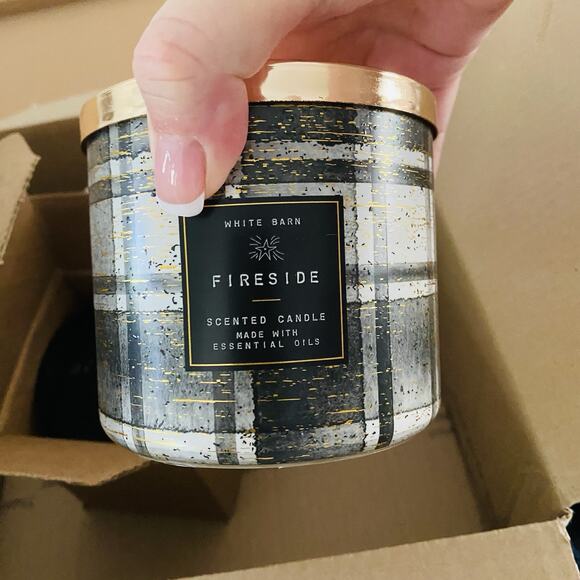 WHITE BARN
FIRESIDE
SCENTED CANDLE
MADE WITH
ESSENTIAL OILS